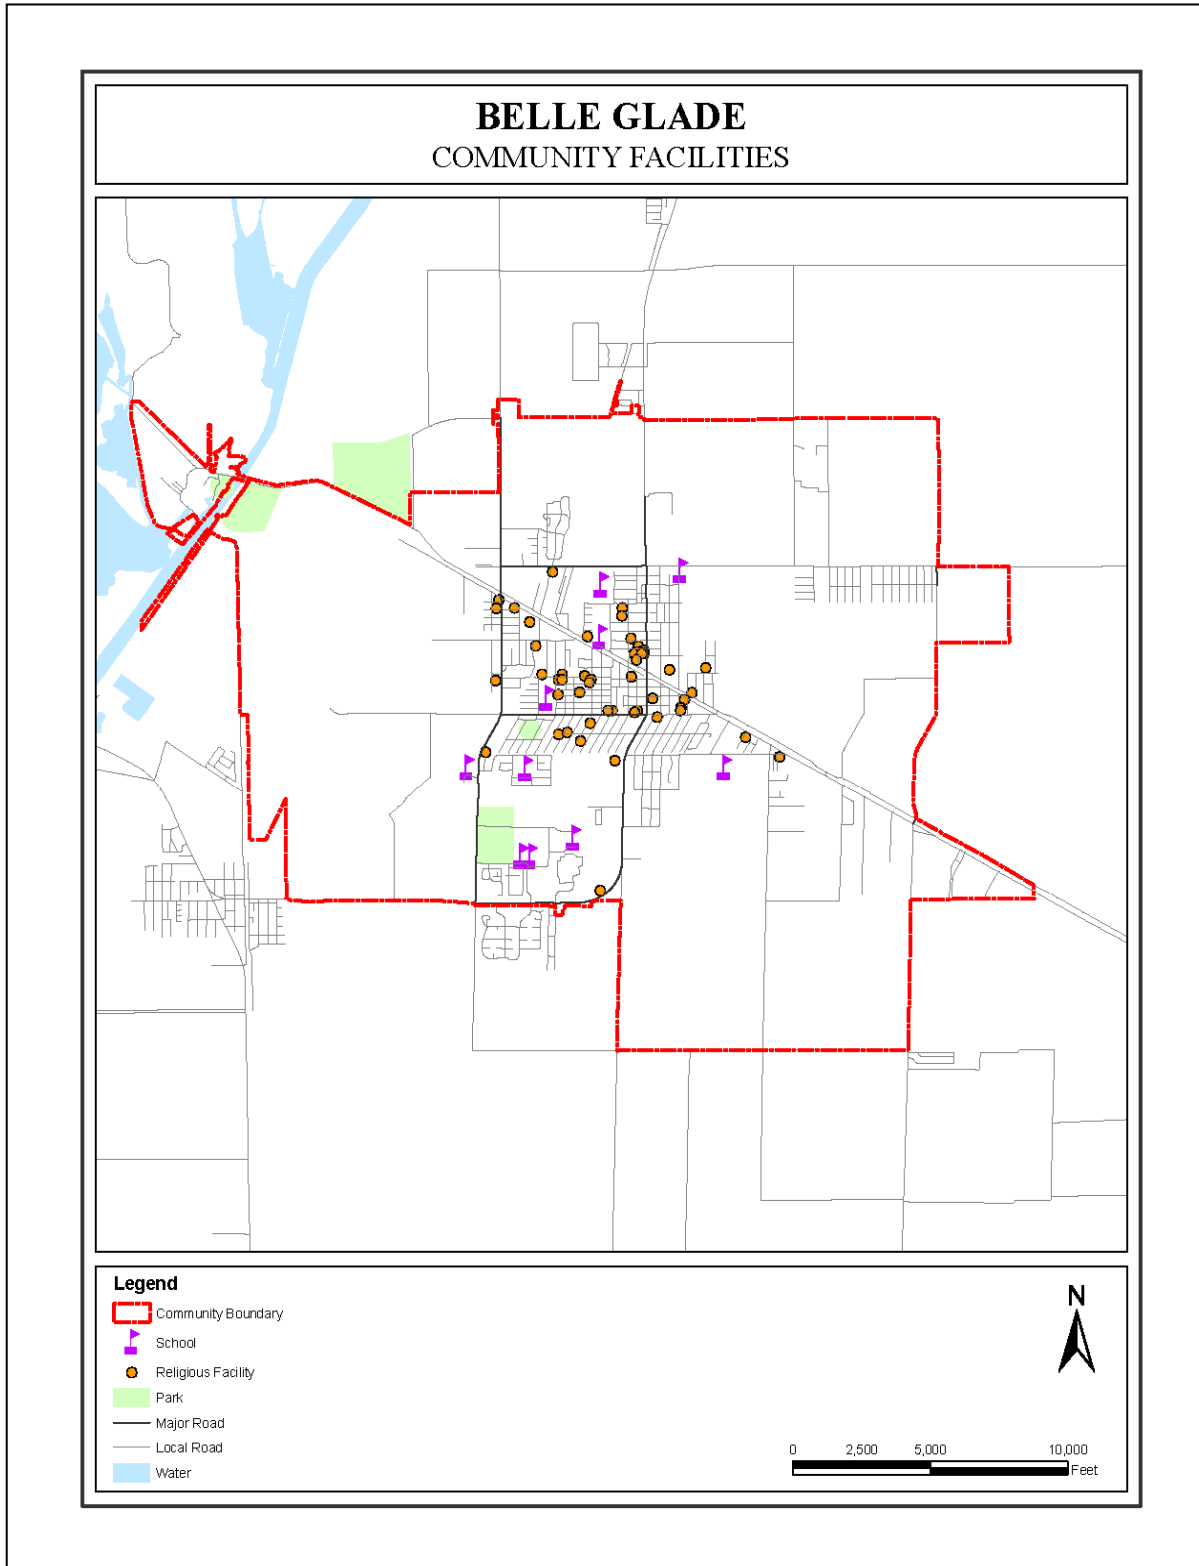 BELLE GLADE
COMMUNITY FACILITIES
Legend
Community Boundary
School
Religious Facility
Park
Major Road
Local Road
Water
N
0 2,500 5,000 10,000
Feet